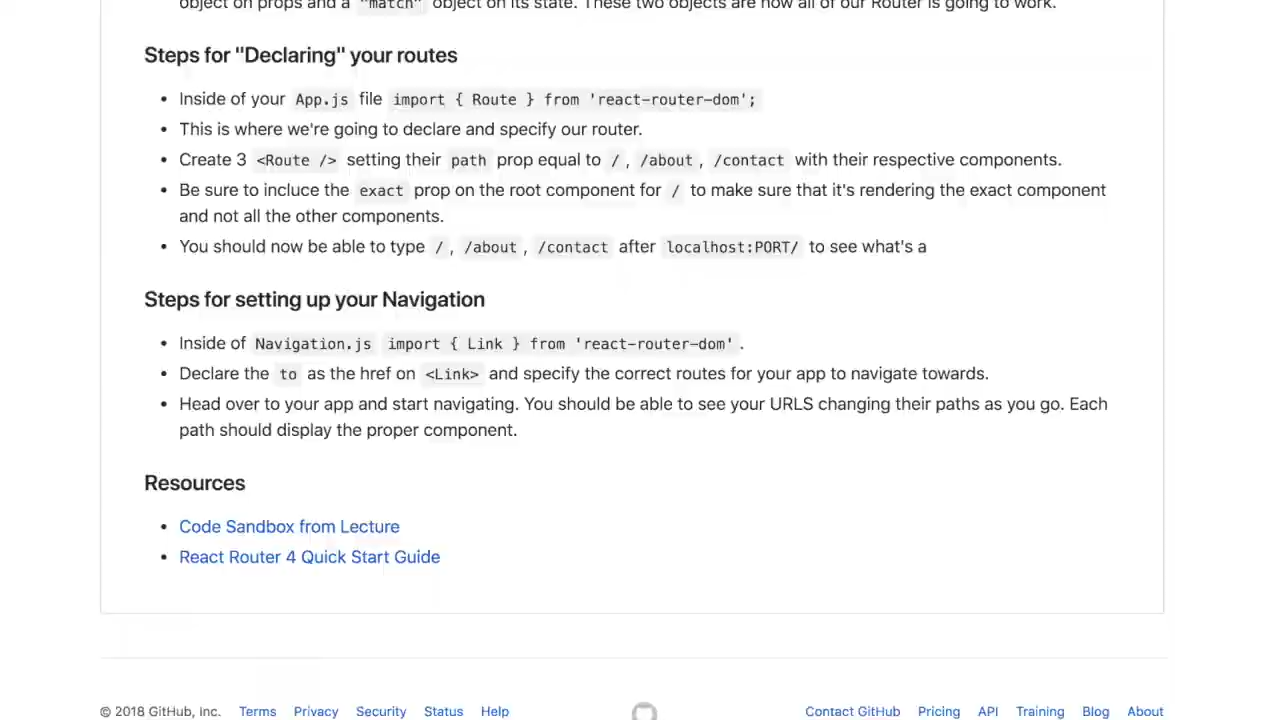 object on props and a "match" object on its state. These two objects are now all of our Router is going to work.
Steps for "Declaring" your routes
• Inside of your App.js file import { Route } from 'react-router-dom';
• This is where we're going to declare and specify our router.
• Create 3 <Route /> setting their path prop equal to / , /about , /contact with their respective components.
• Be sure to incluce the exact prop on the root component for / to make sure that it's rendering the exact component
and not all the other components.
• You should now be able to type / , /about , /contact after localhost:PORT/ to see what's a
Steps for setting up your Navigation
• Inside of Navigation.js import { Link } from 'react-router-dom' .
• Declare the to as the href on <Link> and specify the correct routes for your app to navigate towards.
• Head over to your app and start navigating. You should be able to see your URLS changing their paths as you go. Each
path should display the proper component.
Resources
• Code Sandbox from Lecture
• React Router 4 Quick Start Guide
© 2018 GitHub, Inc. Terms Privacy Security Status Help Contact GitHub Pricing API Training Blog About